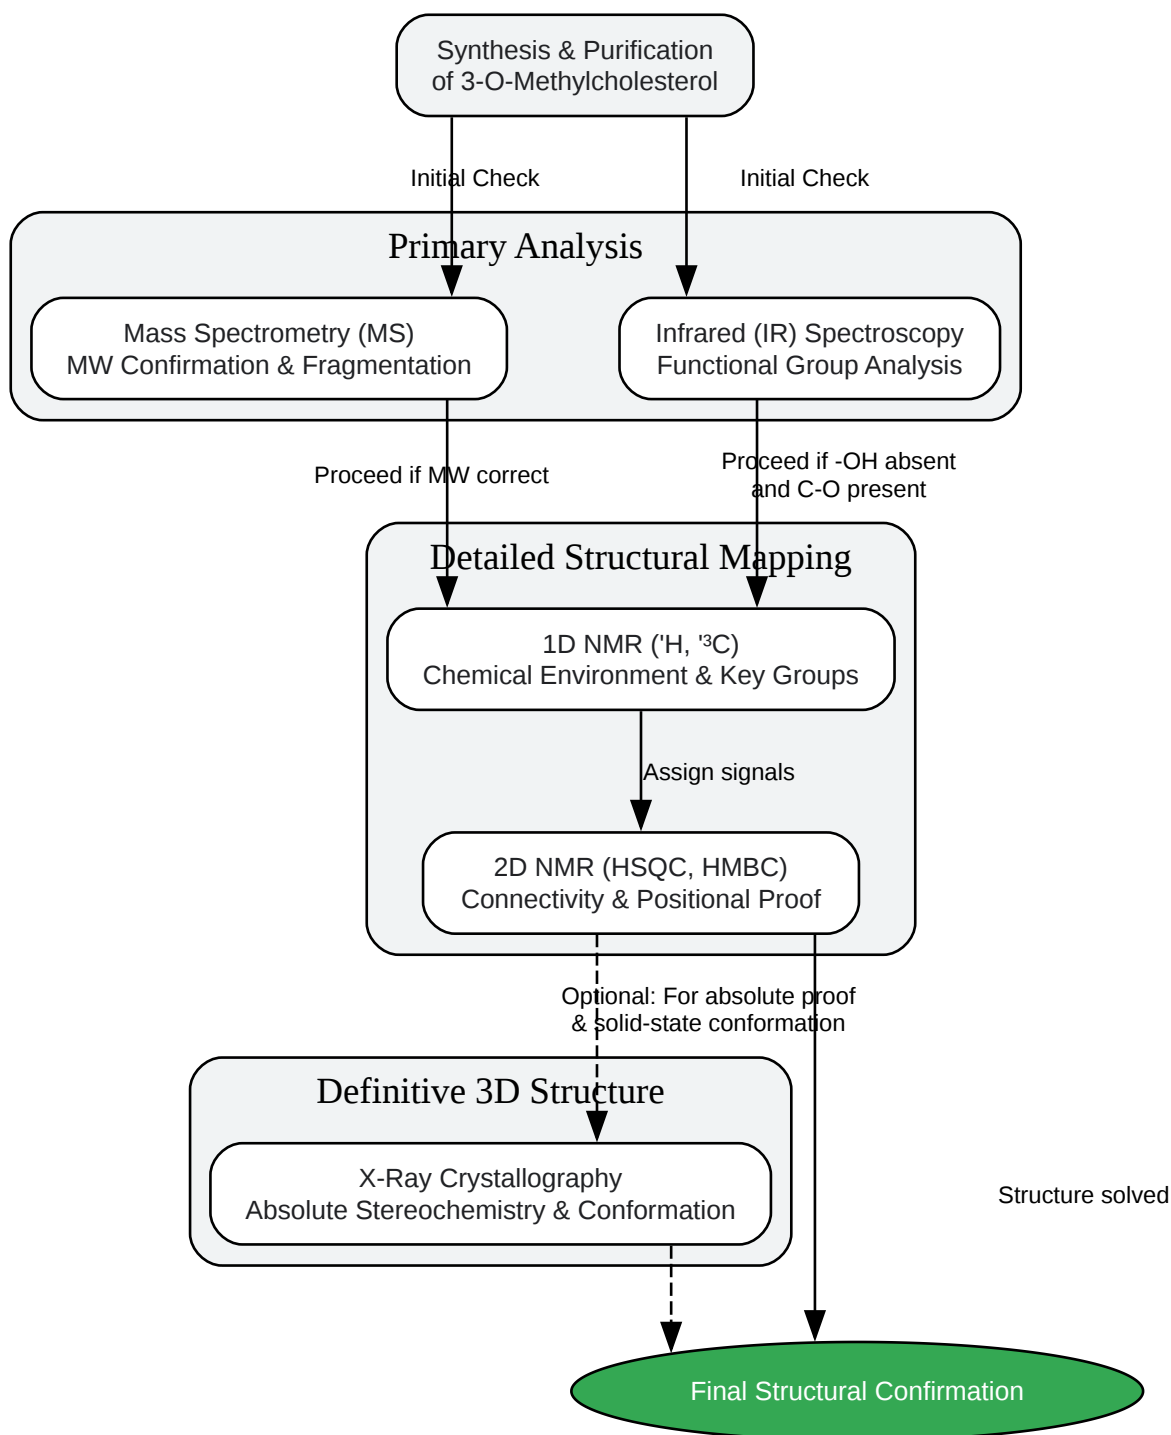 Synthesis & Purification
of 3-O-Methylcholesterol
Initial Check
Initial Check
Primary Analysis
Mass Spectrometry (MS)
MW Confirmation & Fragmentation
Infrared (IR) Spectroscopy
Functional Group Analysis
Proceed if MW correct
Proceed if -OH absent
and C-O present
Detailed Structural Mapping
1D NMR ('H, '³C)
Chemical Environment & Key Groups
Assign signals
2D NMR (HSQC, HMBC)
Connectivity & Positional Proof
Optional: For absolute proof
& solid-state conformation
Definitive 3D Structure
X-Ray Crystallography
Absolute Stereochemistry & Conformation
Structure solved
Final Structural Confirmation